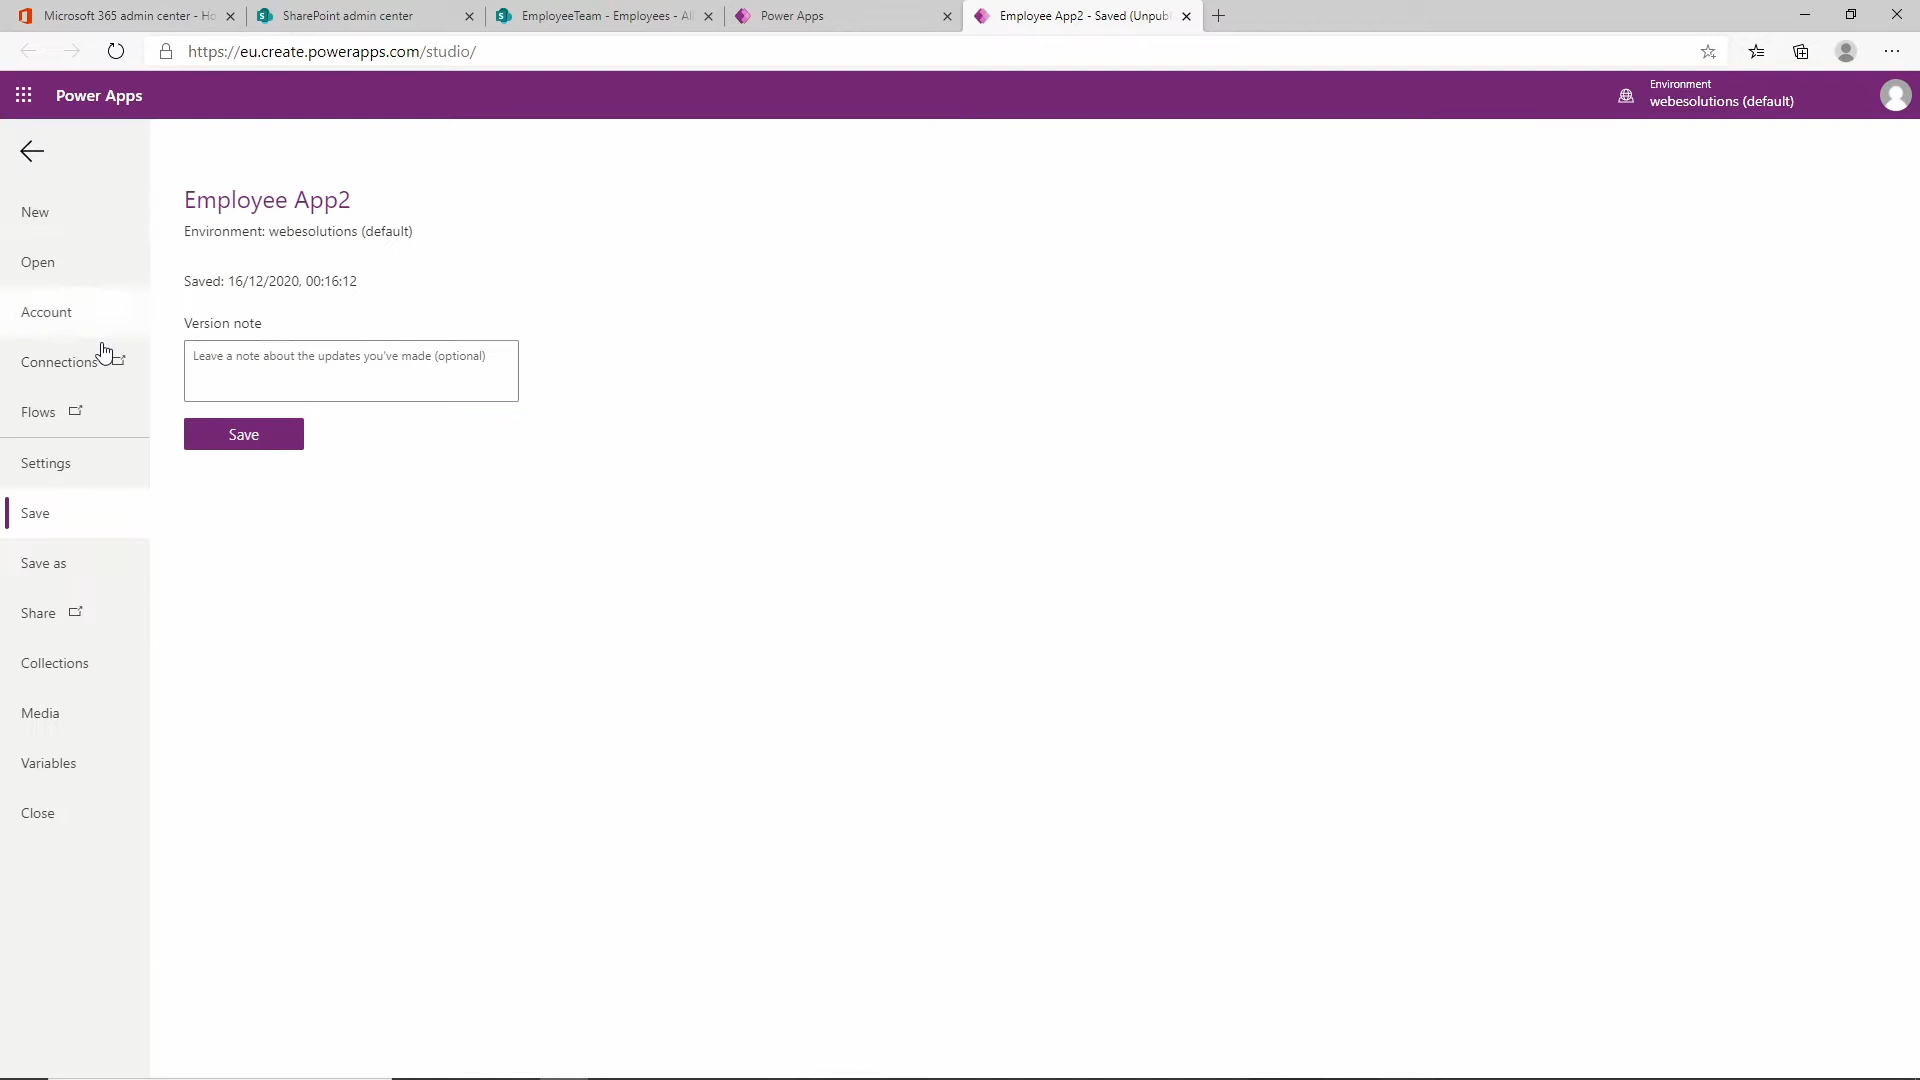 Microsoft 365 admin center - Ho
SharePoint admin center
EmployeeTeam - Employees - Al
Power Apps
Employee App2 - Saved (Unpubl
https://eu.create.powerapps.com/studio/
Power Apps
Environment
webesolutions (default)
New
Open
Account
Connections
Flows
Settings
Save
Save as
Share
Collections
Media
Variables
Close
Employee App2
Environment: webesolutions (default)
Saved: 16/12/2020, 00:16:12
Version note
Leave a note about the updates you've made (optional)
Save